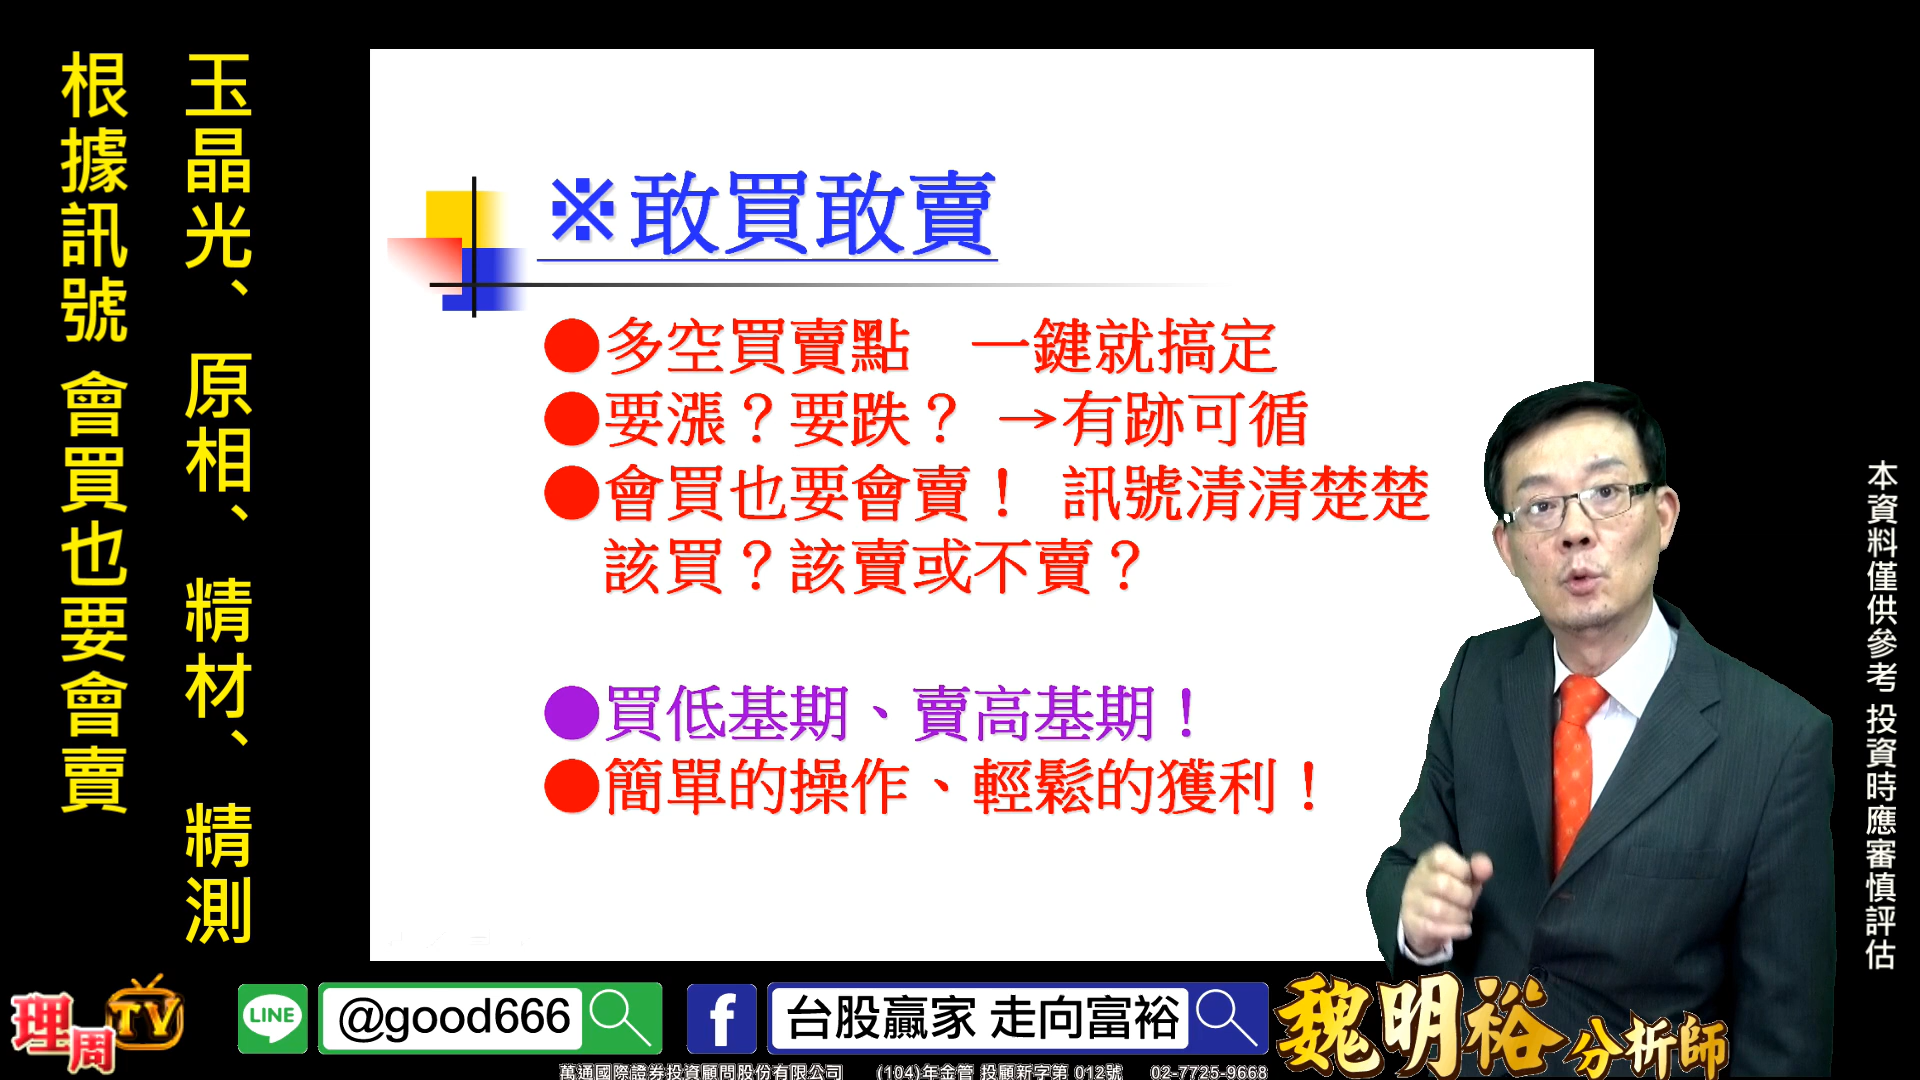 玉晶光、原相、精材、精測
根據訊號 會買也要會賣
※敢買敢賣
●多空買賣點 一鍵就搞定
●要漲？要跌？ →有跡可循
●會買也要會賣！ 訊號清清楚楚
該買？該賣或不賣？
●買低基期、賣高基期！
●簡單的操作、輕鬆的獲利！
本資料僅供參考 投資時應審慎評估
理周TV
LINE
@good666
f
台股贏家 走向富裕
魏明裕分析師
萬通國際證券投資顧問股份有限公司 (104)年金管 投顧新字第 012號 02-7725-9668